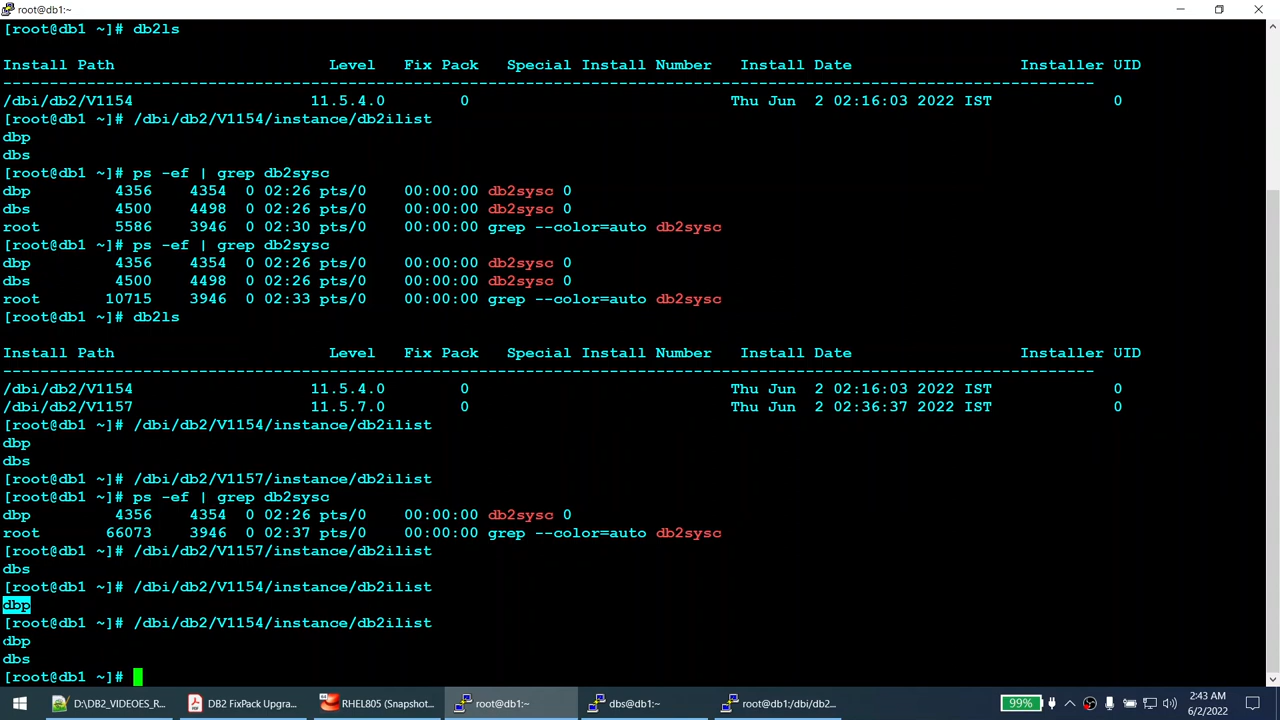 root@db1:~
[root@db1 ~]# db2ls
Install Path Level Fix Pack Special Install Number Install Date Installer UID
---------------------------------------------------------------------------------------------------------------------
/dbi/db2/V1154 11.5.4.0 0 Thu Jun 2 02:16:03 2022 IST 0
[root@db1 ~]# /dbi/db2/V1154/instance/db2ilist
dbp
dbs
[root@db1 ~]# ps -ef | grep db2sysc
dbp 4356 4354 0 02:26 pts/0 00:00:00 db2sysc 0
dbs 4500 4498 0 02:26 pts/0 00:00:00 db2sysc 0
root 5586 3946 0 02:30 pts/0 00:00:00 grep --color=auto db2sysc
[root@db1 ~]# ps -ef | grep db2sysc
dbp 4356 4354 0 02:26 pts/0 00:00:00 db2sysc 0
dbs 4500 4498 0 02:26 pts/0 00:00:00 db2sysc 0
root 10715 3946 0 02:33 pts/0 00:00:00 grep --color=auto db2sysc
[root@db1 ~]# db2ls
Install Path Level Fix Pack Special Install Number Install Date Installer UID
---------------------------------------------------------------------------------------------------------------------
/dbi/db2/V1154 11.5.4.0 0 Thu Jun 2 02:16:03 2022 IST 0
/dbi/db2/V1157 11.5.7.0 0 Thu Jun 2 02:36:37 2022 IST 0
[root@db1 ~]# /dbi/db2/V1154/instance/db2ilist
dbp
dbs
[root@db1 ~]# /dbi/db2/V1157/instance/db2ilist
[root@db1 ~]# ps -ef | grep db2sysc
dbp 4356 4354 0 02:26 pts/0 00:00:00 db2sysc 0
root 66073 3946 0 02:37 pts/0 00:00:00 grep --color=auto db2sysc
[root@db1 ~]# /dbi/db2/V1157/instance/db2ilist
dbs
[root@db1 ~]# /dbi/db2/V1154/instance/db2ilist
dbp
[root@db1 ~]# /dbi/db2/V1154/instance/db2ilist
dbp
dbs
[root@db1 ~]#
D:\DB2_VIDEOES_R... DB2 FixPack Upgra... RHEL805 (Snapshot... root@db1:~ dbs@db1:~ root@db1:/dbi/db2... 99% 2:43 AM
6/2/2022